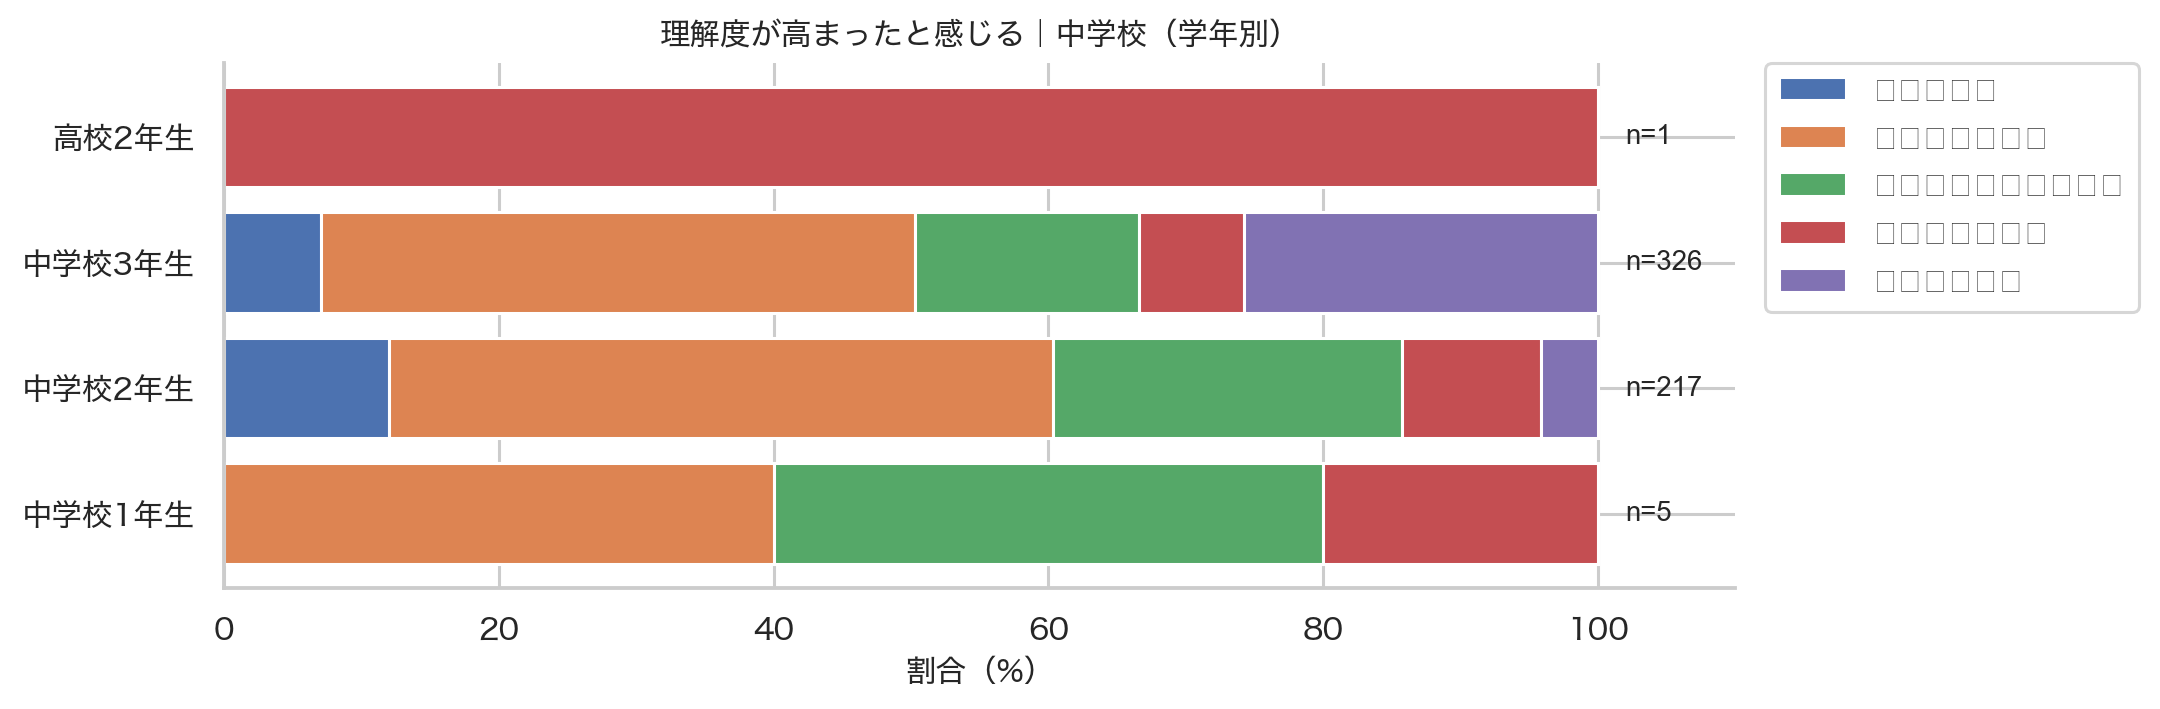 理解度が高まったと感じる｜中学校（学年別）
高校2年生
n=1
中学校3年生
n=326
中学校2年生
n=217
中学校1年生
n=5
0 20 40 60 80 100
割合（%）